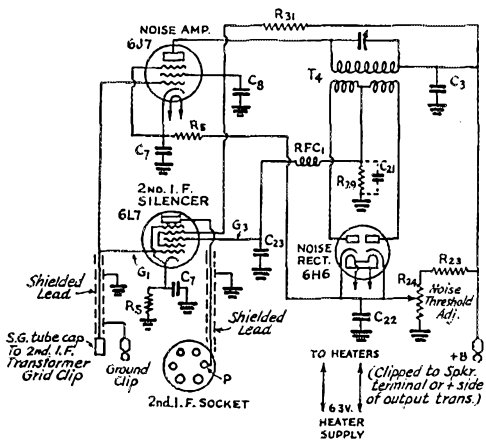 NOISE AMP.
6J7
R31
T4
C8
C3
R5
C7
RFC1
C21
R29
2ND. I.F.
SILENCER
6L7
G3
C23
NOISE
RECT.
6H6
R23
R24
Noise
Threshold
Adj.
G1
Shielded
Lead
R5
C7
Shielded
Lead
C22
S.G. tube cap
To 2nd. I.F.
Transformer
Grid Clip
Ground
Clip
P
2nd. I.F. SOCKET
TO HEATERS
6 3V.
HEATER
SUPPLY
+B
(Clipped to Spkr.
terminal or + side
of output trans.)